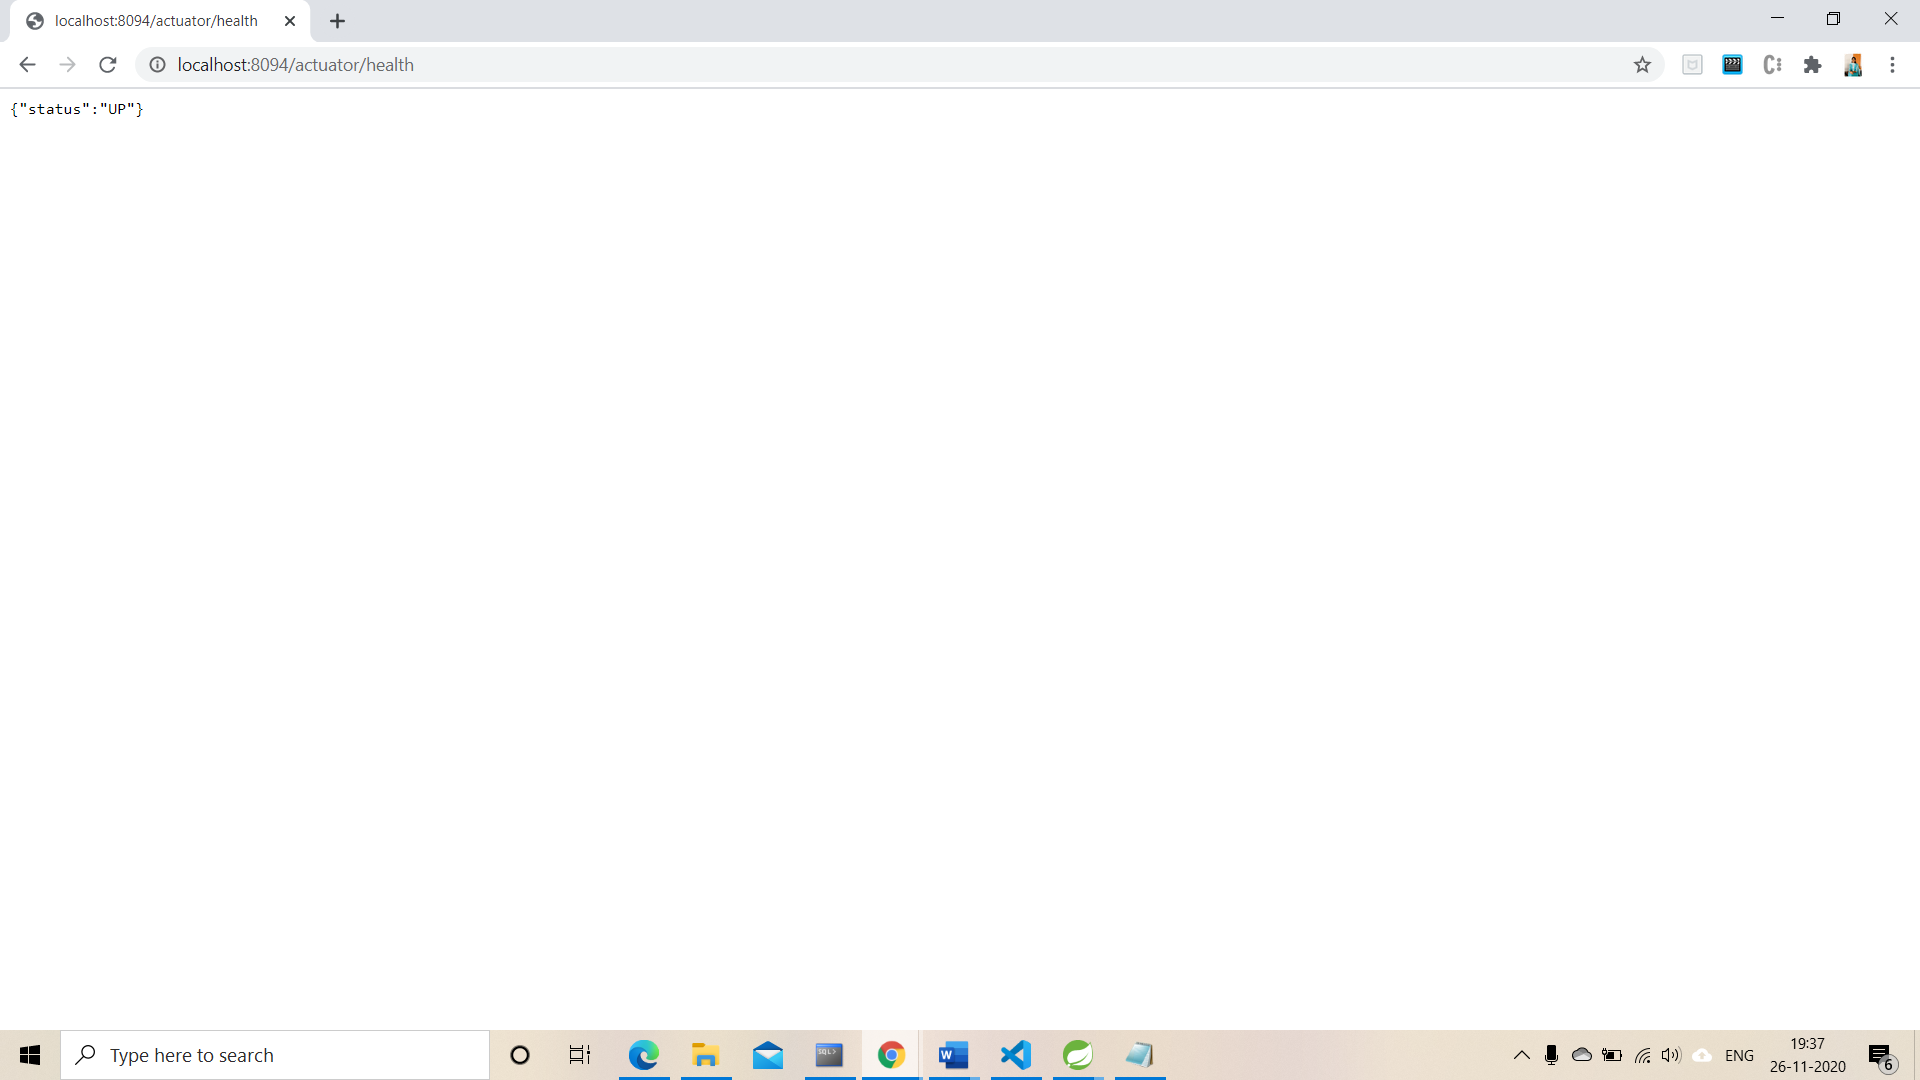 localhost:8094/actuator/health
localhost:8094/actuator/health
{"status":"UP"}
Type here to search
SQL>
W
ENG
19:37
26-11-2020
6